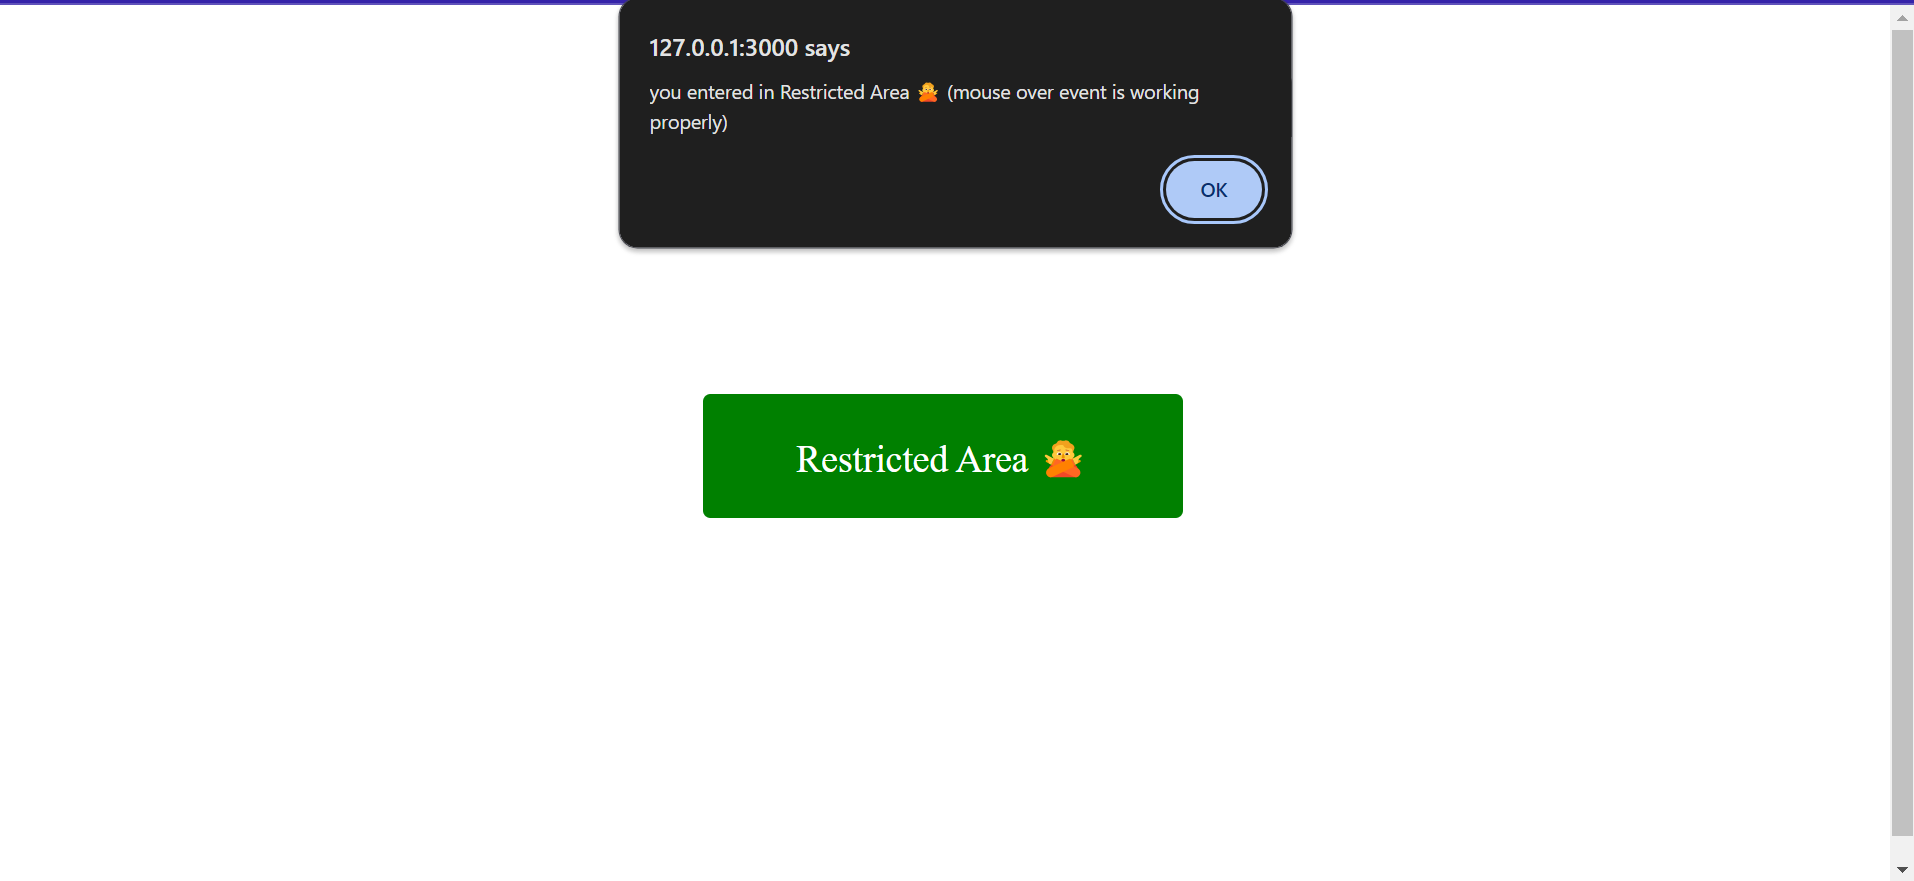 127.0.0.1:3000 says
you entered in Restricted Area 🙅 (mouse over event is working
properly)
OK
Restricted Area 🙅